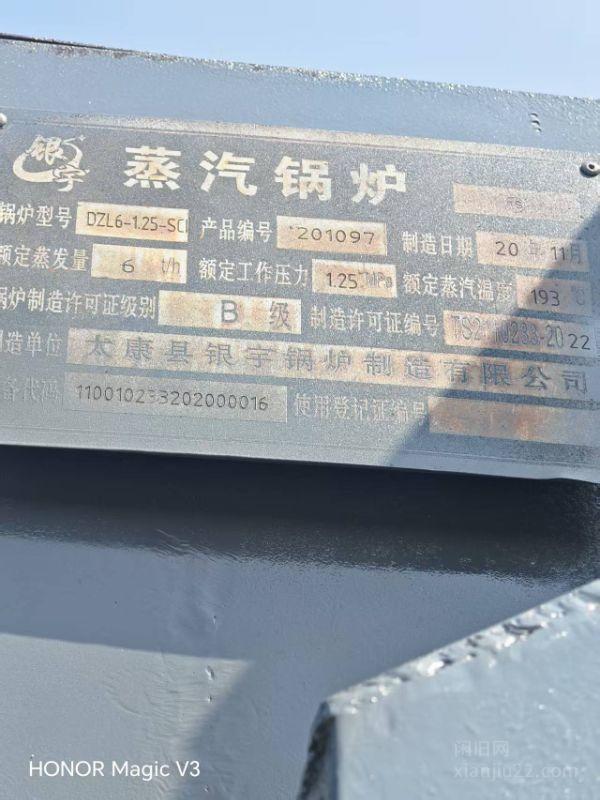 银宇 蒸汽锅炉
锅炉型号 DZL6-1.25-SCI 产品编号 201097 制造日期 20 年 11月
额定蒸发量 6 t/h 额定工作压力 1.25 MPa 额定蒸汽温度 193 ℃
锅炉制造许可证级别 B 级 制造许可证编号 2022
制造单位 太康县银宇锅炉制造有限公司
备代码 110010233202000016 使用登记证编号
闲旧网
HONOR Magic V3 xianjiu22.com